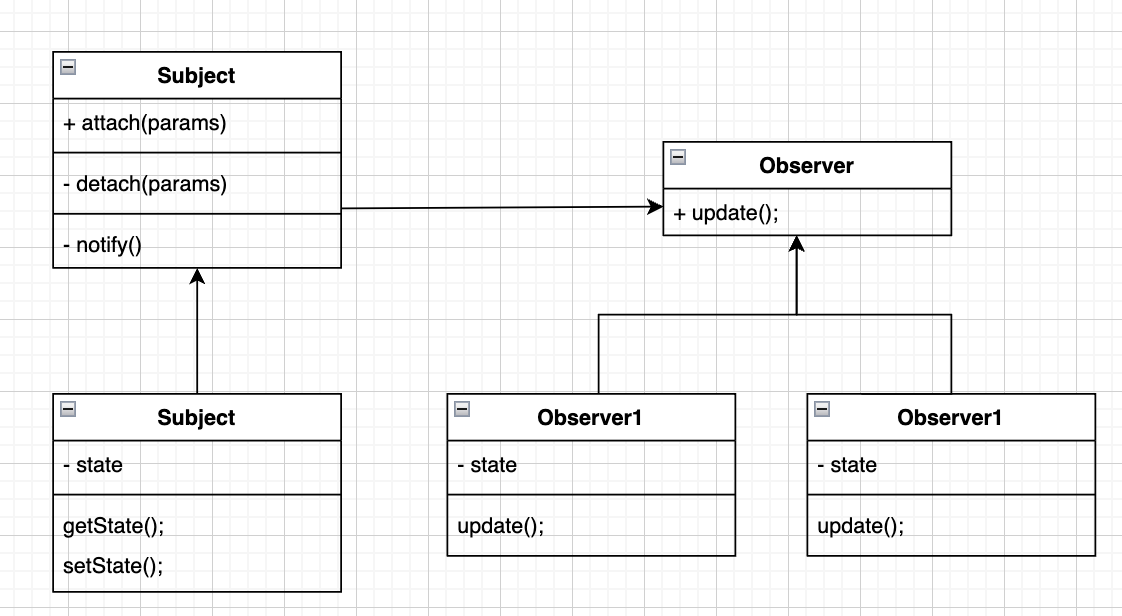 Subject
+ attach(params)
- detach(params)
- notify()
Observer
+ update();
Subject
- state
getState();
setState();
Observer1
- state
update();
Observer1
- state
update();